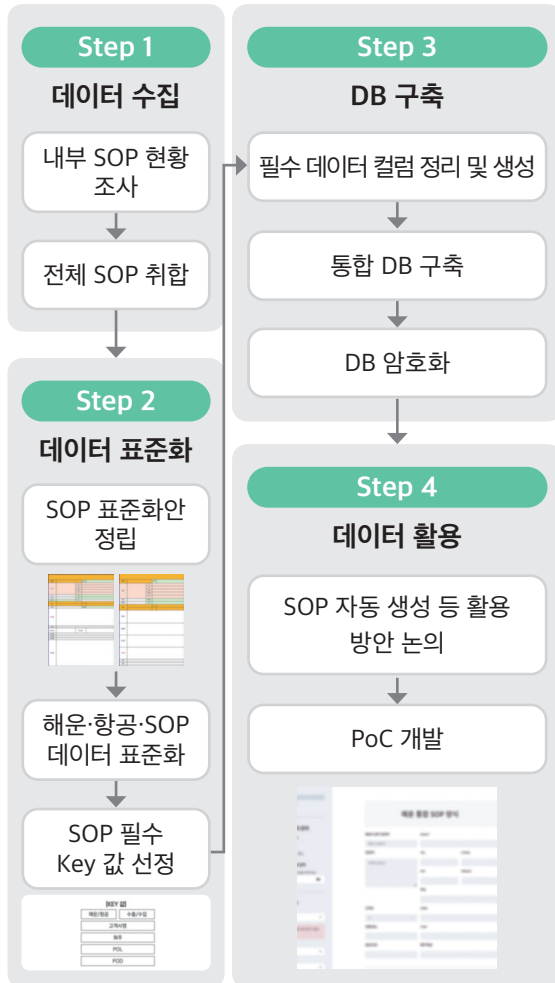 Step 1
데이터 수집
내부 SOP 현황
조사
전체 SOP 취합
Step 2
데이터 표준화
SOP 표준화안
정립
해운·항공·SOP
데이터 표준화
SOP 필수
Key 값 선정
[KEY 값]
해운/항공
수출/수입
고객사명
화주
POL
POD
Step 3
DB 구축
필수 데이터 컬럼 정리 및 생성
통합 DB 구축
DB 암호화
Step 4
데이터 활용
SOP 자동 생성 등 활용
방안 논의
PoC 개발
해운 통합 SOP 양식